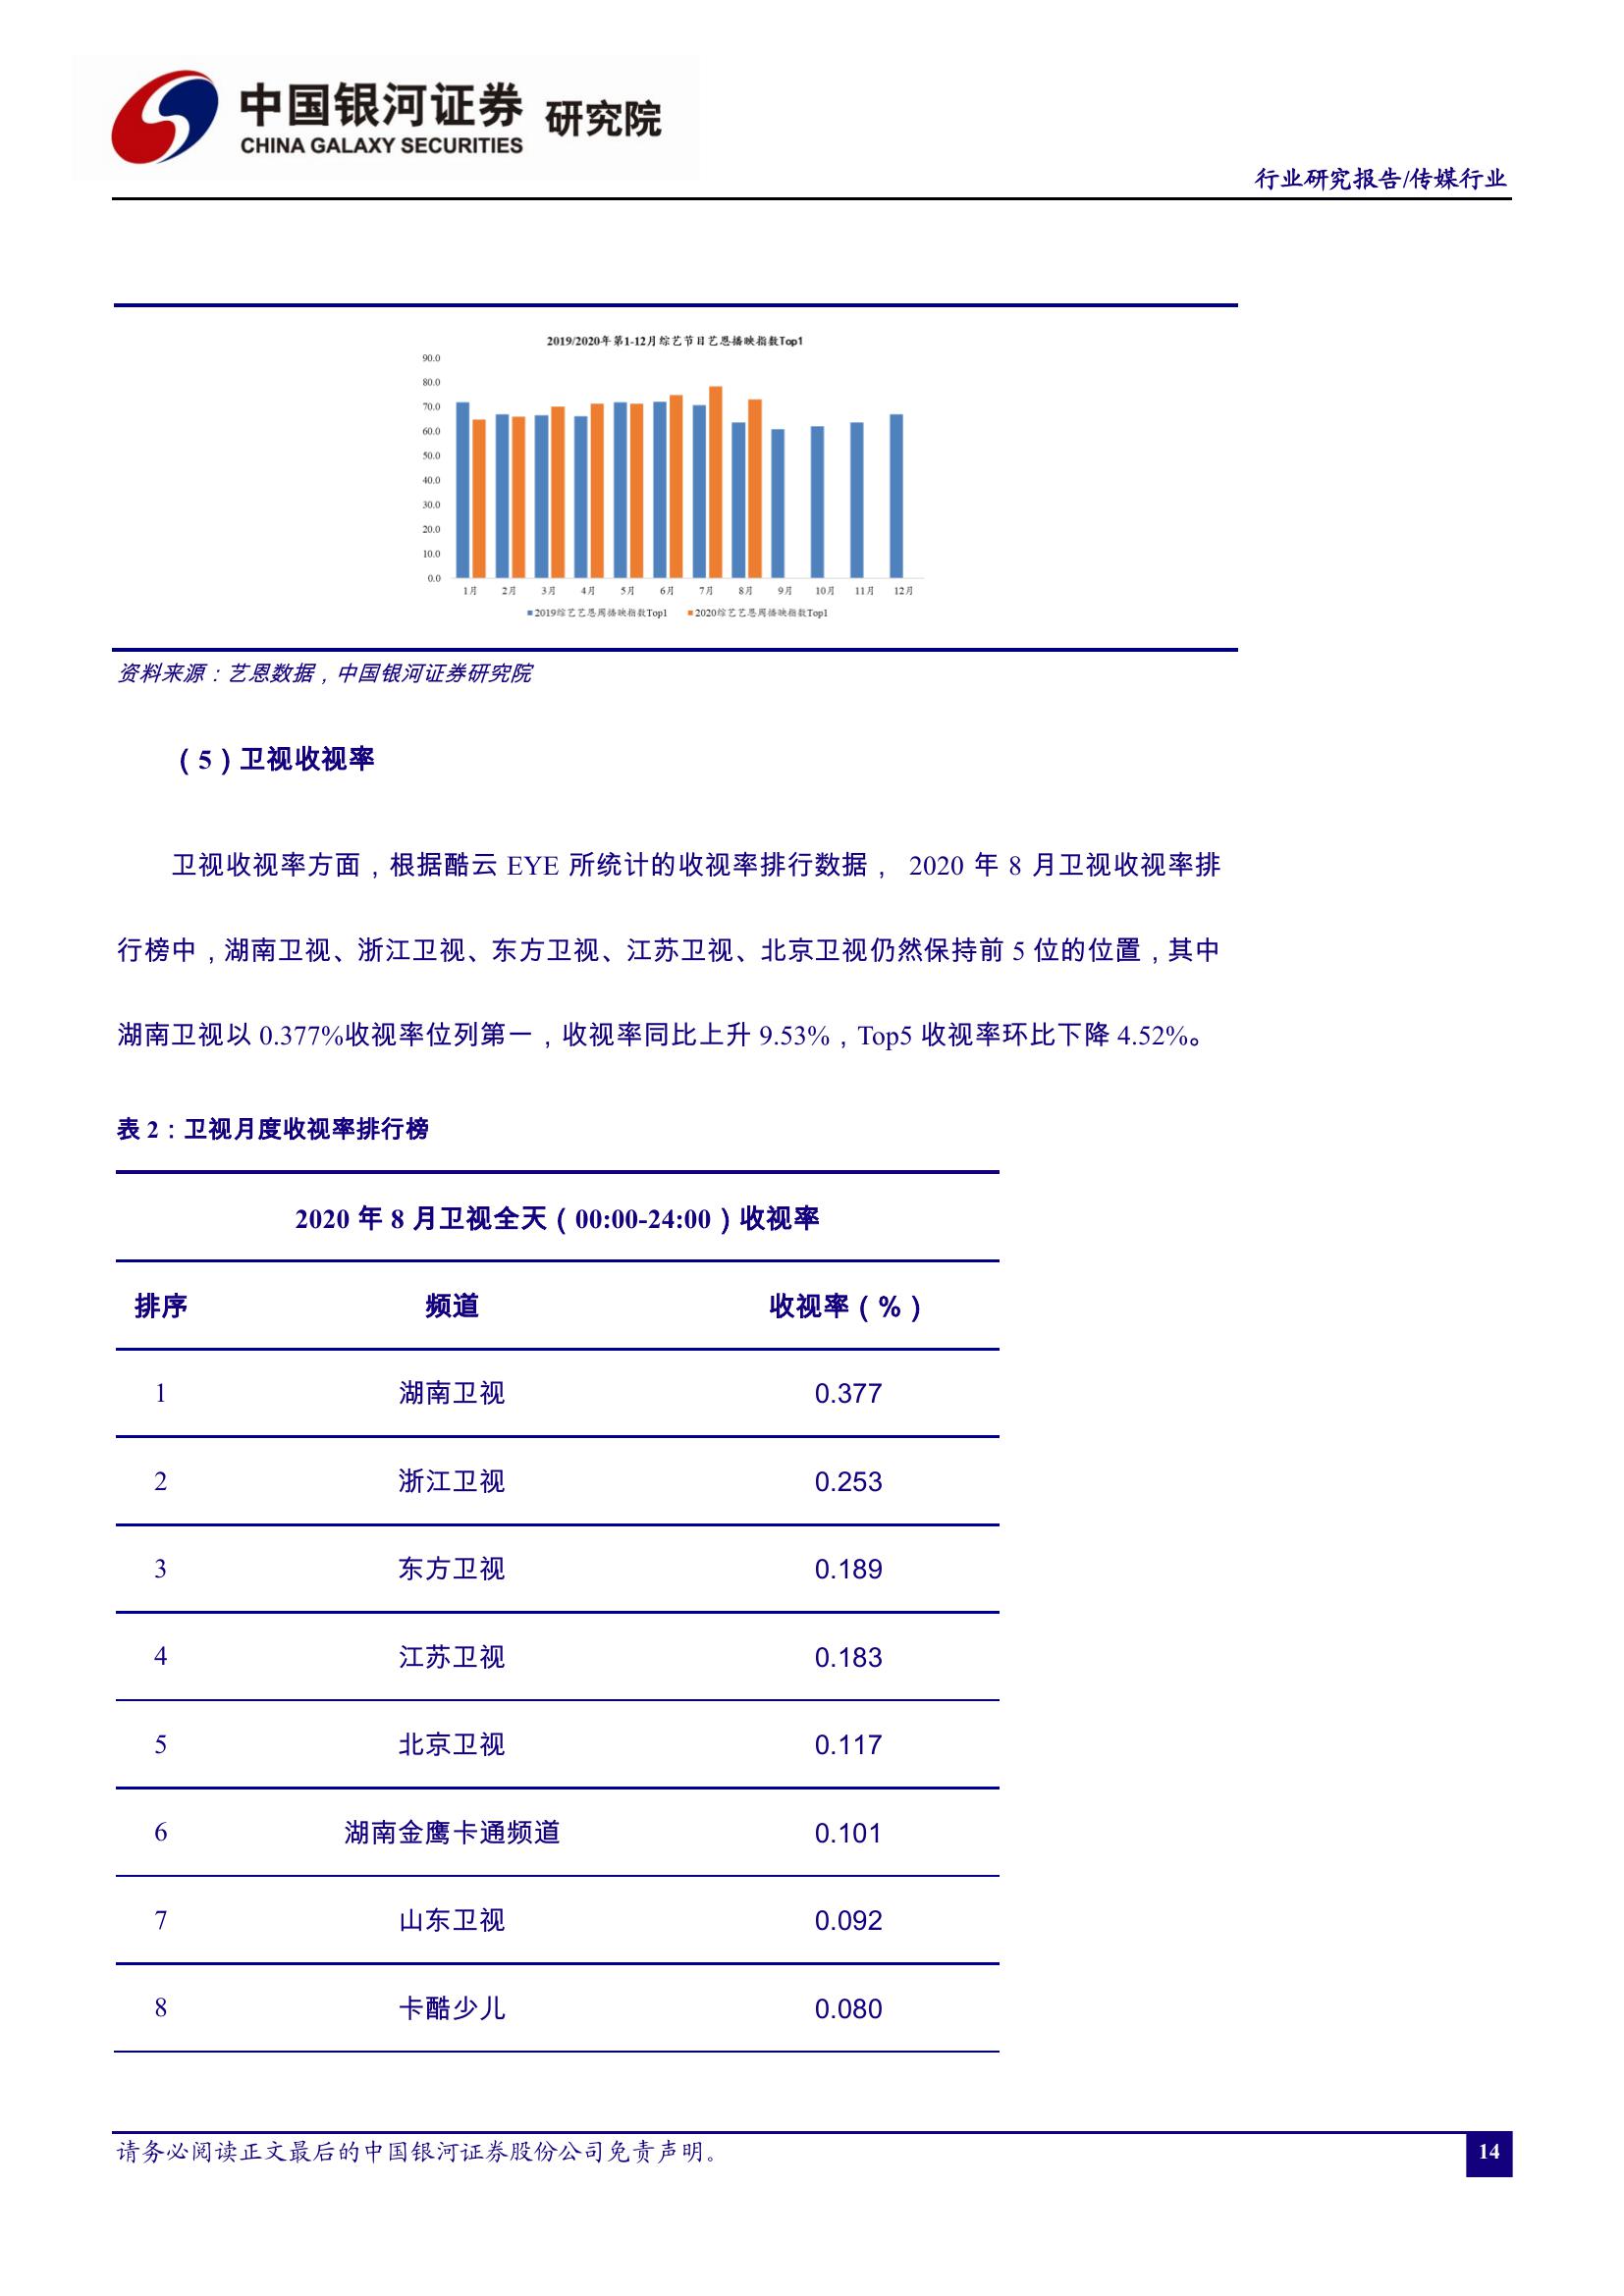 中国银河证券 研究院
CHINA GALAXY SECURITIES
行业研究报告/传媒行业
2019/2020年第1-12月综艺节目艺恩播映指数Top1
90.0
80.0
70.0
60.0
50.0
40.0
30.0
20.0
10.0
0.0
1月 2月 3月 4月 5月 6月 7月 8月 9月 10月 11月 12月
2019综艺艺恩周播映指数Top1 2020综艺艺恩周播映指数Top1
资料来源：艺恩数据，中国银河证券研究院
（5）卫视收视率
卫视收视率方面，根据酷云 EYE 所统计的收视率排行数据， 2020 年 8 月卫视收视率排
行榜中，湖南卫视、浙江卫视、东方卫视、江苏卫视、北京卫视仍然保持前 5 位的位置，其中
湖南卫视以 0.377%收视率位列第一，收视率同比上升 9.53%，Top5 收视率环比下降 4.52%。
表 2：卫视月度收视率排行榜
2020 年 8 月卫视全天（00:00-24:00）收视率
排序 频道 收视率（%）
1 湖南卫视 0.377
2 浙江卫视 0.253
3 东方卫视 0.189
4 江苏卫视 0.183
5 北京卫视 0.117
6 湖南金鹰卡通频道 0.101
7 山东卫视 0.092
8 卡酷少儿 0.080
请务必阅读正文最后的中国银河证券股份公司免责声明。
14